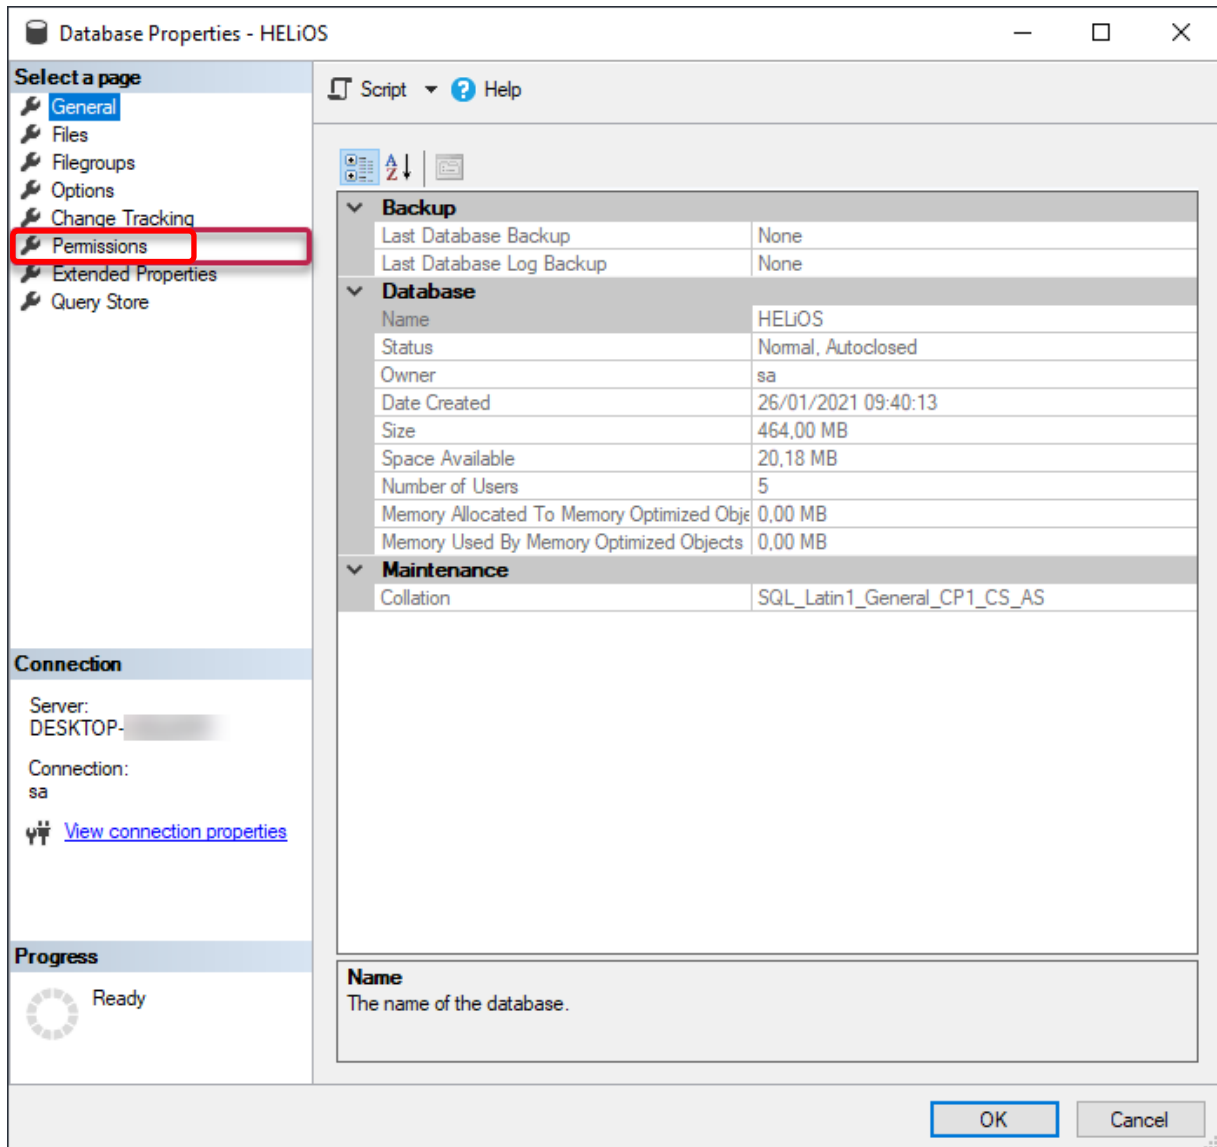 Database Properties - HELiOS
Select a page
General
Files
Filegroups
Options
Change Tracking
Permissions
Extended Properties
Query Store
Script
Help
Backup
Last Database Backup None
Last Database Log Backup None
Database
Name HELiOS
Status Normal, Autoclosed
Owner sa
Date Created 26/01/2021 09:40:13
Size 464,00 MB
Space Available 20,18 MB
Number of Users 5
Memory Allocated To Memory Optimized Obje 0,00 MB
Memory Used By Memory Optimized Objects 0,00 MB
Maintenance
Collation SQL_Latin1_General_CP1_CS_AS
Connection
Server:
DESKTOP-
Connection:
sa
View connection properties
Progress
Ready
Name
The name of the database.
OK Cancel